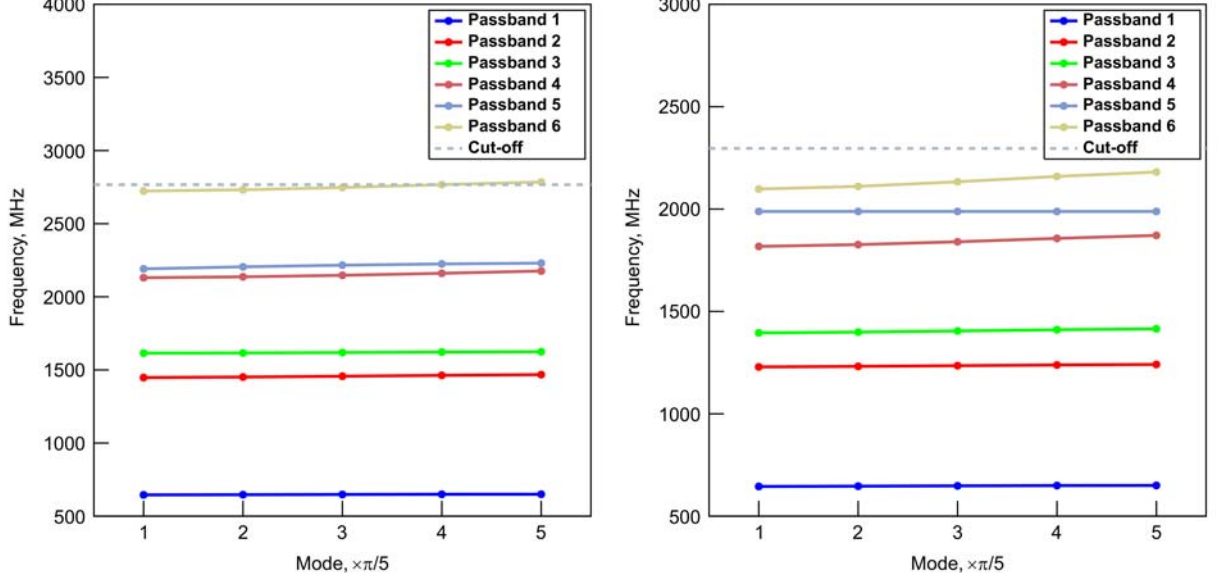 4000
3500
3000
2500
2000
1500
1000
500
Frequency, MHz
Passband 1
Passband 2
Passband 3
Passband 4
Passband 5
Passband 6
Cut-off
1 2 3 4 5
Mode, ×π/5
3000
2500
2000
1500
1000
500
Frequency, MHz
Passband 1
Passband 2
Passband 3
Passband 4
Passband 5
Passband 6
Cut-off
1 2 3 4 5
Mode, ×π/5